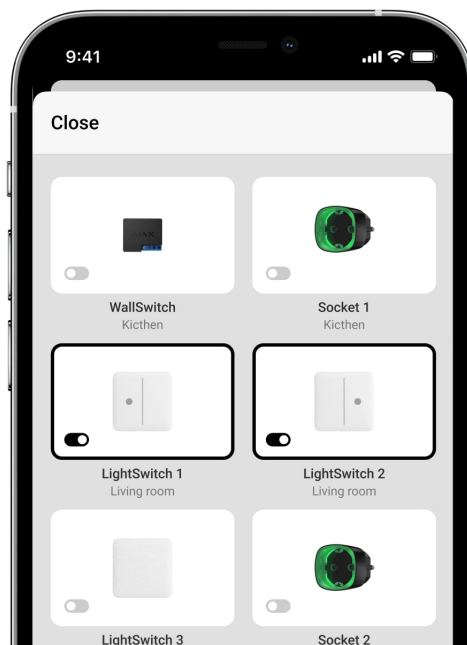 9:41
Close
AJAX
WallSwitch
Kicthen
Socket 1
Kicthen
LightSwitch 1
Living room
LightSwitch 2
Living room
LightSwitch 3
Socket 2